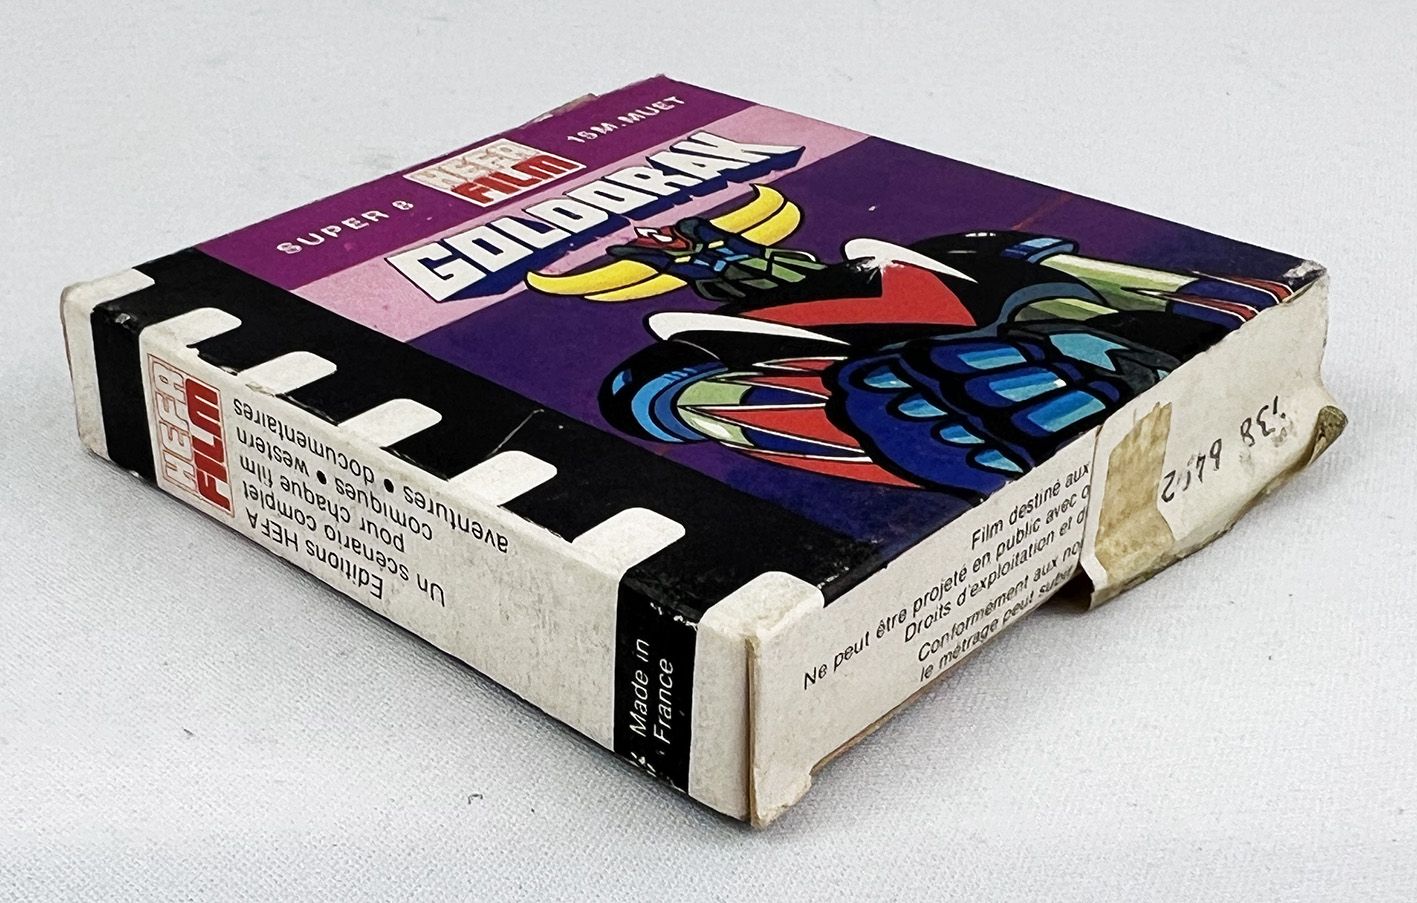 SUPER 8
HEFA
FILM
15M.MUET
GOLDORAK
HEFA
FILM
Editions HEFA
Un scénario complet
pour chaque film
comiques • western
aventures • documentaires
Made in
France
Film destiné aux
Ne peut être projeté en public avec
Droits d'exploitation et
Conformément aux
le métrage peut
38